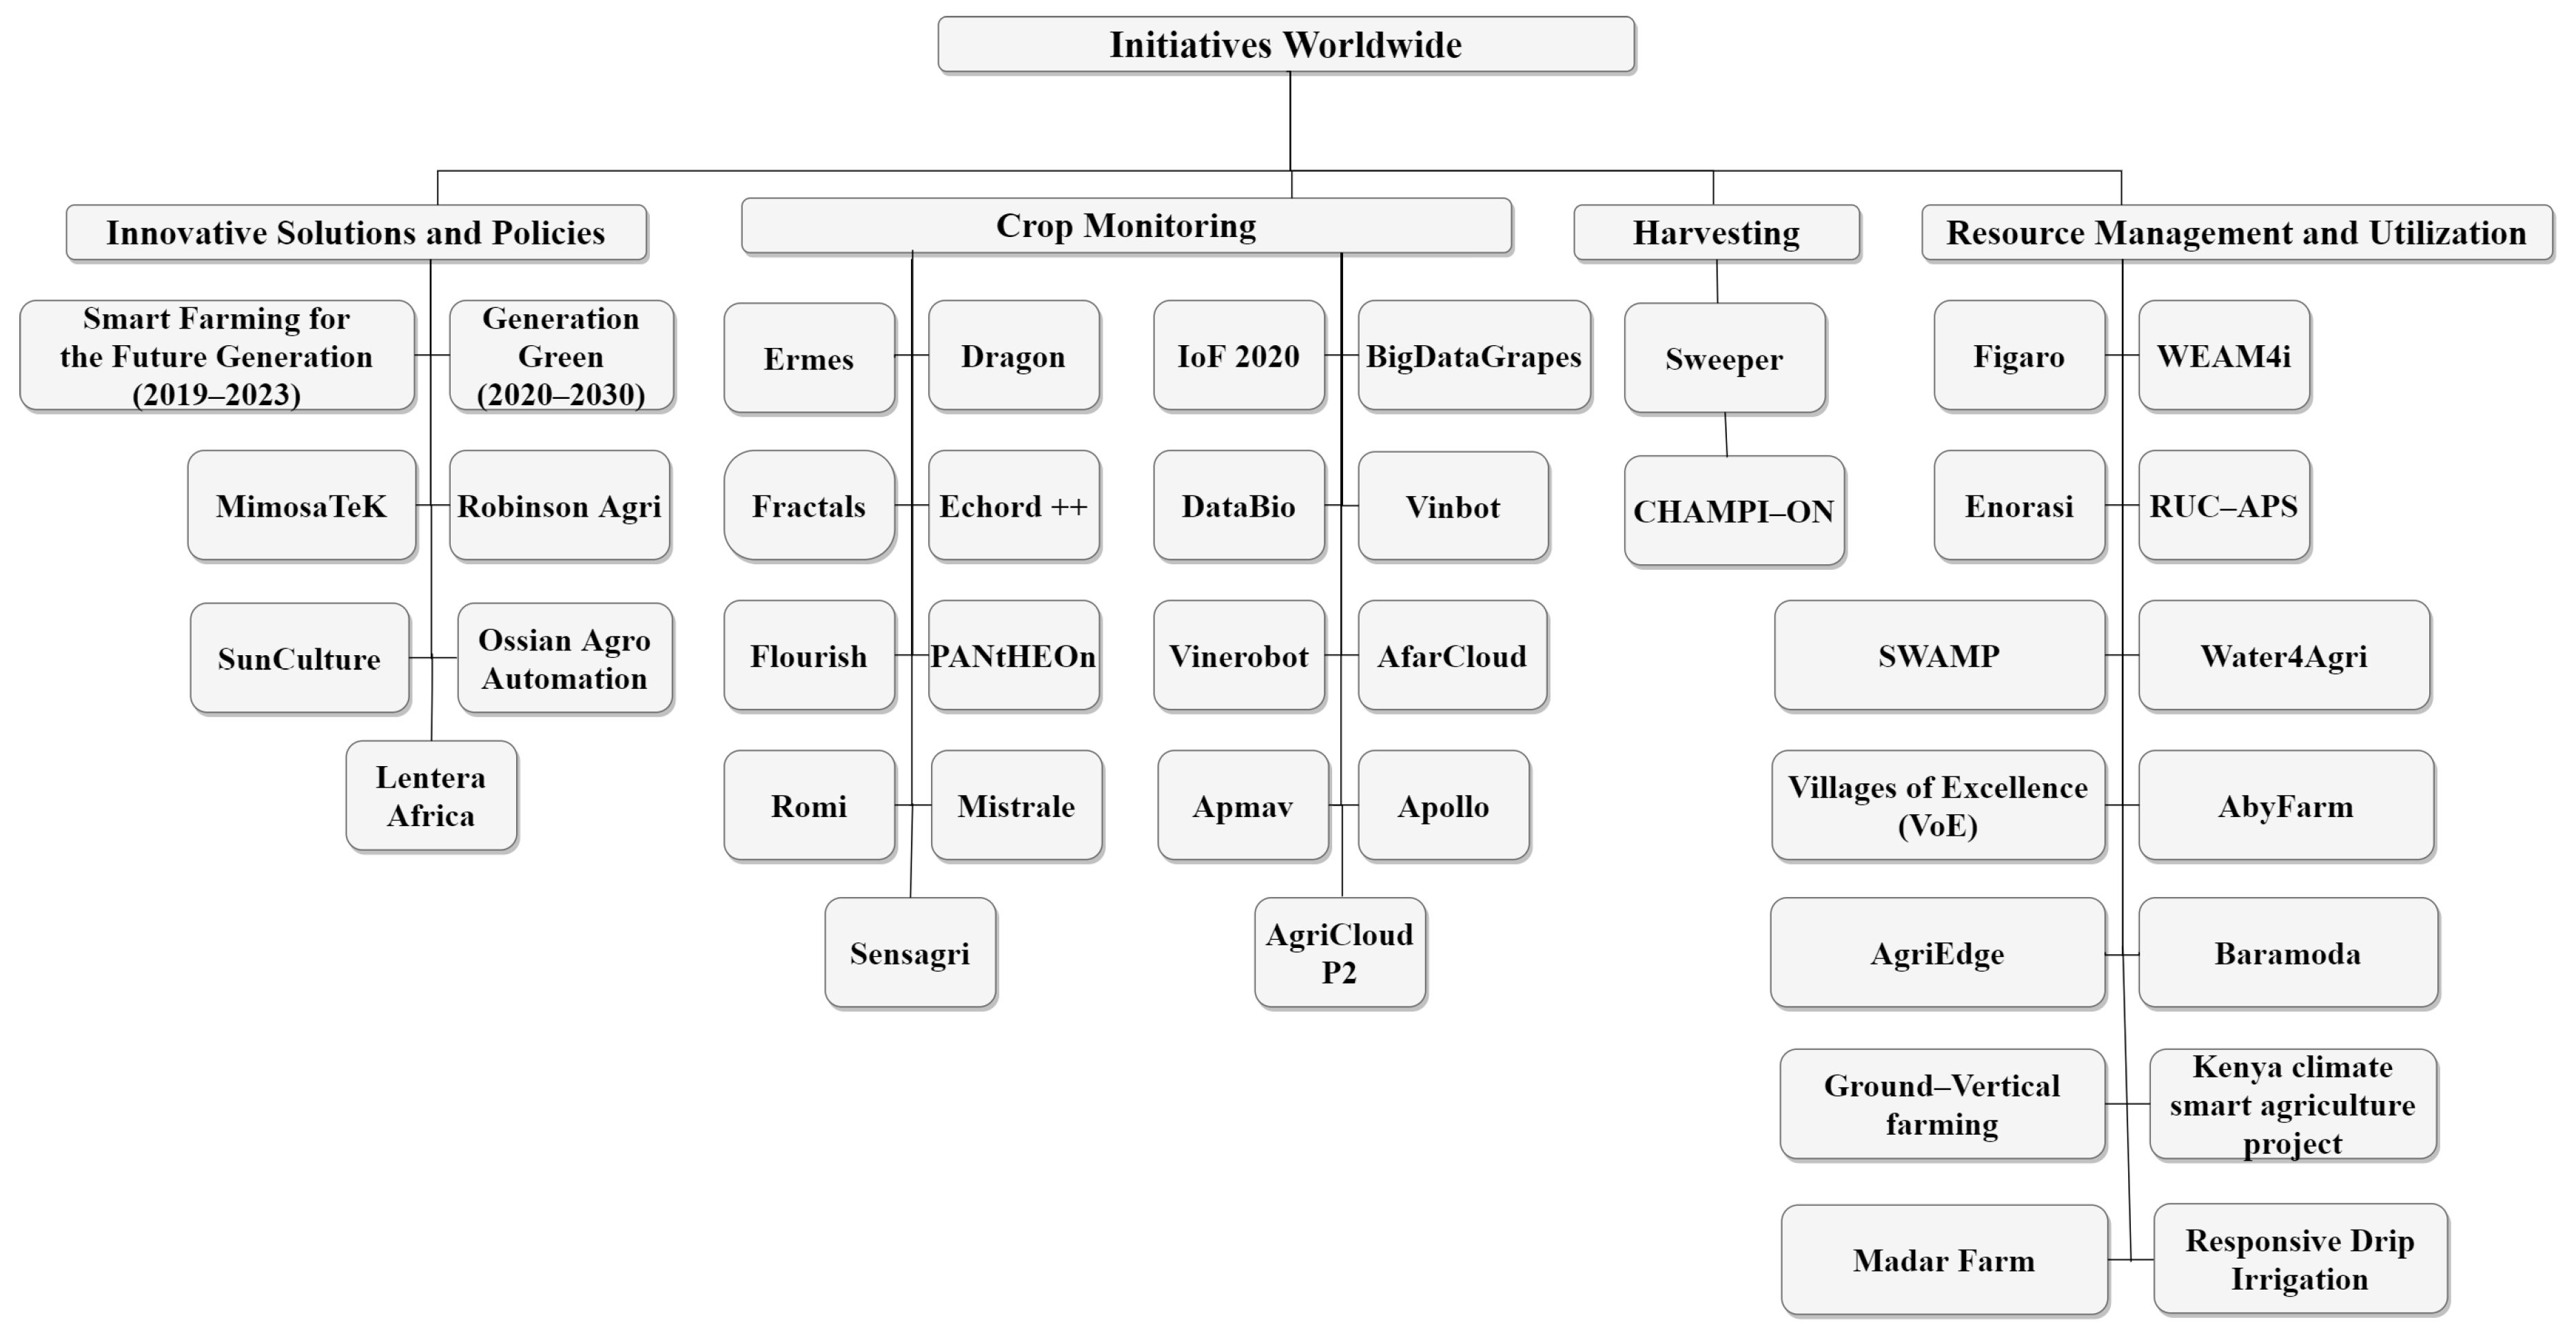 Initiatives Worldwide
Innovative Solutions and Policies
Smart Farming for
the Future Generation
(2019–2023)
Generation
Green
(2020–2030)
MimosaTeK
Robinson Agri
SunCulture
Ossian Agro
Automation
Lentera
Africa
Crop Monitoring
Ermes
Dragon
Fractals
Echord ++
Flourish
PANtHEOn
Romi
Mistrale
Sensagri
IoF 2020
BigDataGrapes
DataBio
Vinbot
Vinerobot
AfarCloud
Apmav
Apollo
AgriCloud
P2
Harvesting
Sweeper
CHAMPI–ON
Resource Management and Utilization
Figaro
WEAM4i
Enorasi
RUC–APS
SWAMP
Water4Agri
Villages of Excellence
(VoE)
AbyFarm
AgriEdge
Baramoda
Ground–Vertical
farming
Kenya climate
smart agriculture
project
Madar Farm
Responsive Drip
Irrigation